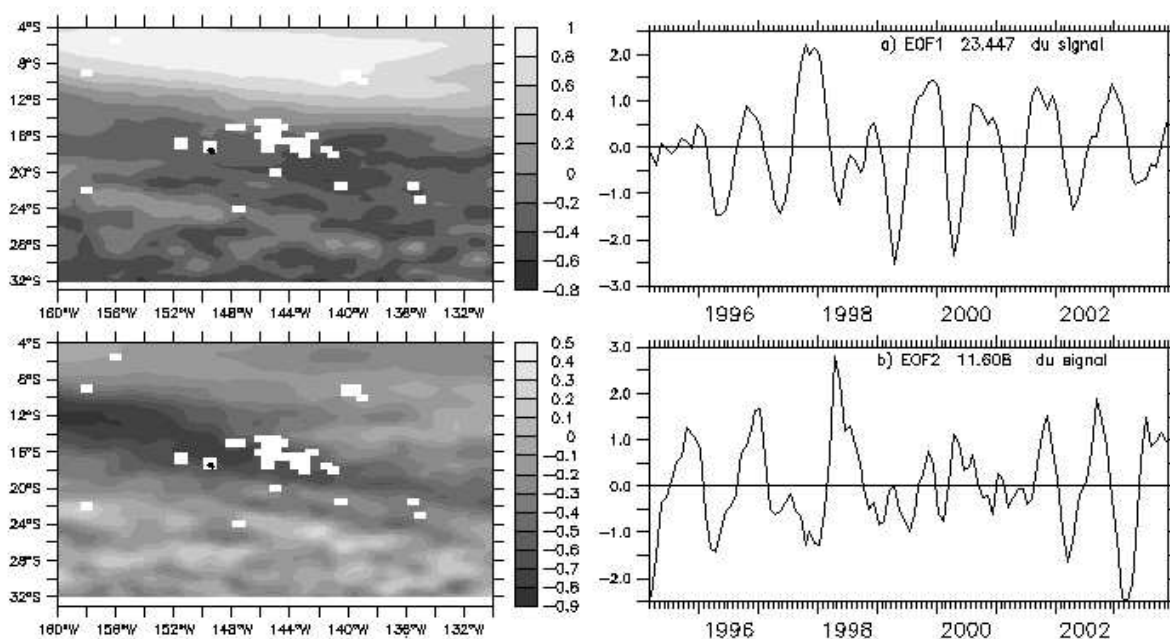 4°S
8°S
12°S
16°S
20°S
24°S
28°S
32°S
160°W 156°W 152°W 148°W 144°W 140°W 136°W 132°W
1
0.8
0.6
0.4
0.2
0
−0.2
−0.4
−0.6
−0.8
a) EOF1 23.447 du signal
2.0
1.0
0.0
−1.0
−2.0
−3.0
1996 1998 2000 2002
4°S
8°S
12°S
16°S
20°S
24°S
28°S
32°S
160°W 156°W 152°W 148°W 144°W 140°W 136°W 132°W
0.5
0.4
0.3
0.2
0.1
0
−0.1
−0.2
−0.3
−0.3
−0.5
−0.6
−0.7
−0.8
−0.9
b) EOF2 11.608 du signal
3.0
2.0
1.0
0.0
−1.0
−2.0
1996 1998 2000 2002